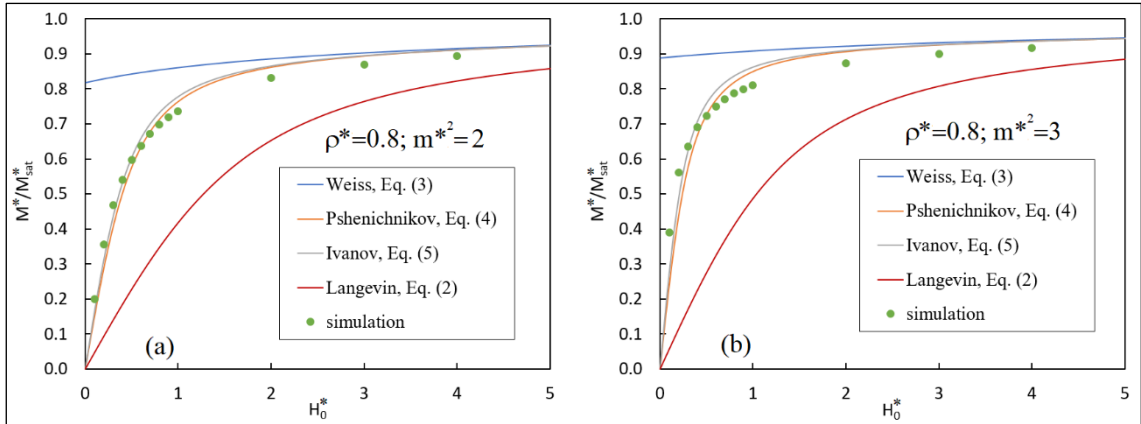 1.0
0.9
0.8
0.7
0.6
0.5
0.4
0.3
0.2
0.1
0.0
M*/M*sat
0 1 2 3 4 5
H0*
ρ*=0.8; m*²=2
Weiss, Eq. (3)
Pshenichnikov, Eq. (4)
Ivanov, Eq. (5)
Langevin, Eq. (2)
simulation
(a)
1.0
0.9
0.8
0.7
0.6
0.5
0.4
0.3
0.2
0.1
0.0
M*/M*sat
0 1 2 3 4 5
H0*
ρ*=0.8; m*²=3
Weiss, Eq. (3)
Pshenichnikov, Eq. (4)
Ivanov, Eq. (5)
Langevin, Eq. (2)
simulation
(b)